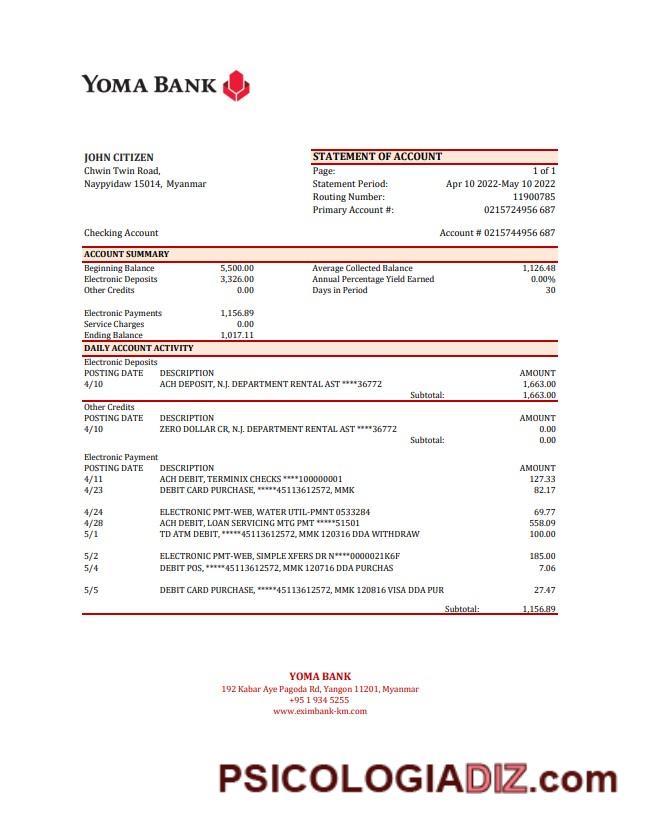 YOMA BANK
JOHN CITIZEN
Chwin Twin Road,
Naypyidaw 15014, Myanmar
STATEMENT OF ACCOUNT
Page: 1 of 1
Statement Period: Apr 10 2022-May 10 2022
Routing Number: 11900785
Primary Account #: 0215724956 687
Checking Account Account # 0215744956 687
ACCOUNT SUMMARY
Beginning Balance 5,500.00 Average Collected Balance 1,126.48
Electronic Deposits 3,326.00 Annual Percentage Yield Earned 0.00%
Other Credits 0.00 Days in Period 30
Electronic Payments 1,156.89
Service Charges 0.00
Ending Balance 1,017.11
DAILY ACCOUNT ACTIVITY
Electronic Deposits
POSTING DATE DESCRIPTION AMOUNT
4/10 ACH DEPOSIT, N.J. DEPARTMENT RENTAL AST ****36772 1,663.00
Subtotal: 1,663.00
Other Credits
POSTING DATE DESCRIPTION AMOUNT
4/10 ZERO DOLLAR CR, N.J. DEPARTMENT RENTAL AST ****36772 0.00
Subtotal: 0.00
Electronic Payment
POSTING DATE DESCRIPTION AMOUNT
4/11 ACH DEBIT, TERMINIX CHECKS ****100000001 127.33
4/23 DEBIT CARD PURCHASE, *****45113612572, MMK 82.17
4/24 ELECTRONIC PMT-WEB, WATER UTIL-PMNT 0533284 69.77
4/28 ACH DEBIT, LOAN SERVICING MTG PMT *****51501 558.09
5/1 TD ATM DEBIT, *****45113612572, MMK 120316 DDA WITHDRAW 100.00
5/2 ELECTRONIC PMT-WEB, SIMPLE XFERS DR N****0000021K6F 185.00
5/4 DEBIT POS, *****45113612572, MMK 120716 DDA PURCHAS 7.06
5/5 DEBIT CARD PURCHASE, *****45113612572, MMK 120816 VISA DDA PUR 27.47
Subtotal: 1,156.89
YOMA BANK
192 Kabar Aye Pagoda Rd, Yangon 11201, Myanmar
+95 1 934 5255
www.eximbank-km.com
PSICOLOGIADIZ.com